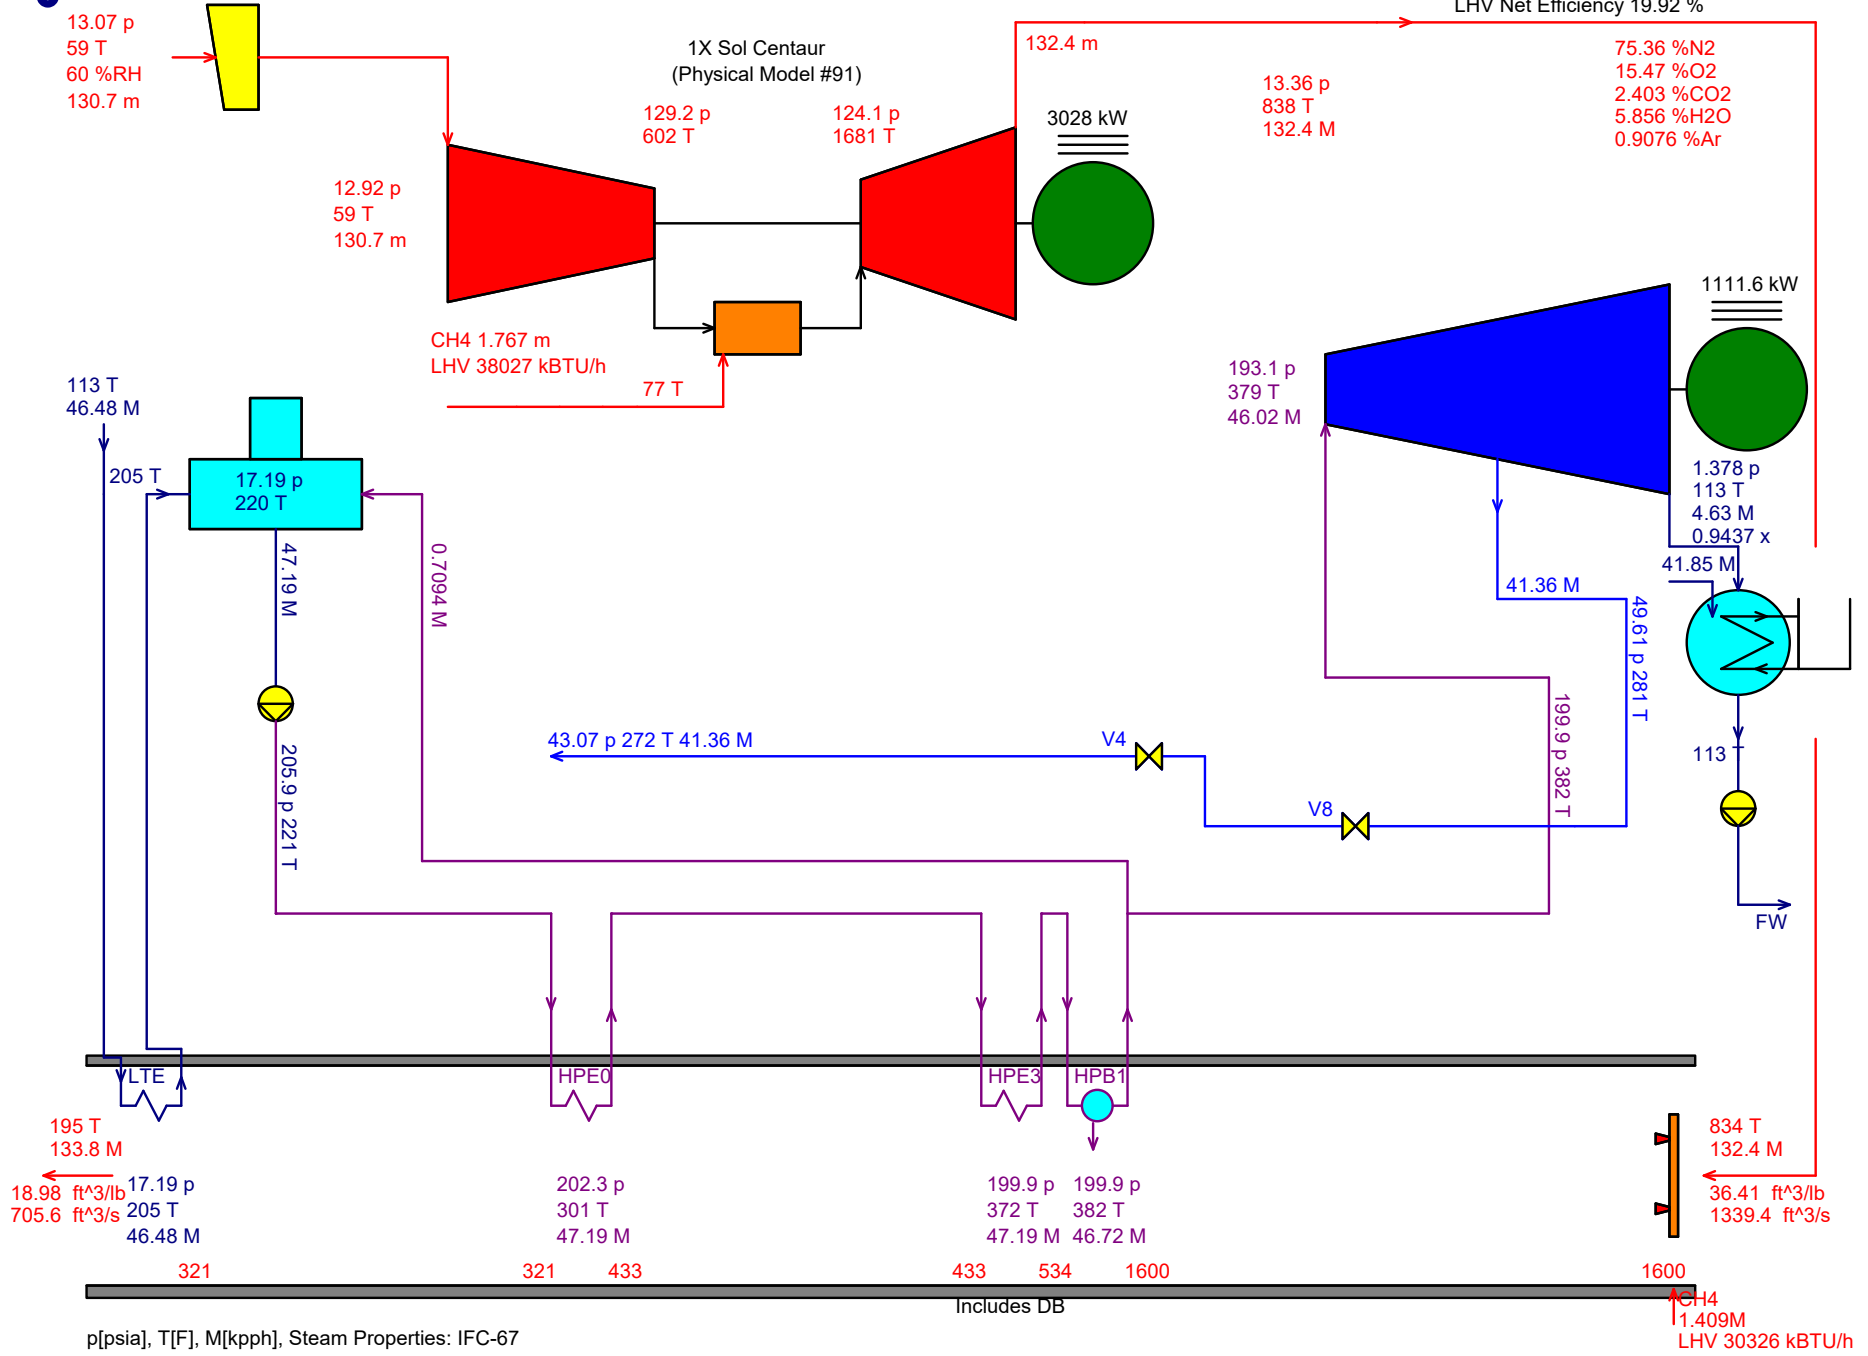 LHV Net Efficiency 19.92 %
13.07 p
59 T
60 %RH
130.7 m
1X Sol Centaur
(Physical Model #91)
132.4 m
75.36 %N2
15.47 %O2
2.403 %CO2
5.856 %H2O
0.9076 %Ar
13.36 p
838 T
132.4 M
129.2 p
602 T
124.1 p
1681 T
3028 kW
12.92 p
59 T
130.7 m
CH4 1.767 m
LHV 38027 kBTU/h
77 T
1111.6 kW
193.1 p
379 T
46.02 M
113 T
46.48 M
205 T
17.19 p
220 T
1.378 p
113 T
4.63 M
0.9437 x
41.85 M
47.19 M
0.7094 M
41.36 M
49.61 p 281 T
199.9 p 382 T
43.07 p 272 T 41.36 M
V4
V8
113 T
205.9 p 221 T
FW
LTE
HPE0
HPE3
HPB1
195 T
133.8 M
18.98 ft^3/lb
705.6 ft^3/s
17.19 p
205 T
46.48 M
202.3 p
301 T
47.19 M
199.9 p
372 T
47.19 M
199.9 p
382 T
46.72 M
834 T
132.4 M
36.41 ft^3/lb
1339.4 ft^3/s
321
321
433
433
534
1600
1600
Includes DB
CH4
1.409M
LHV 30326 kBTU/h
p[psia], T[F], M[kpph], Steam Properties: IFC-67